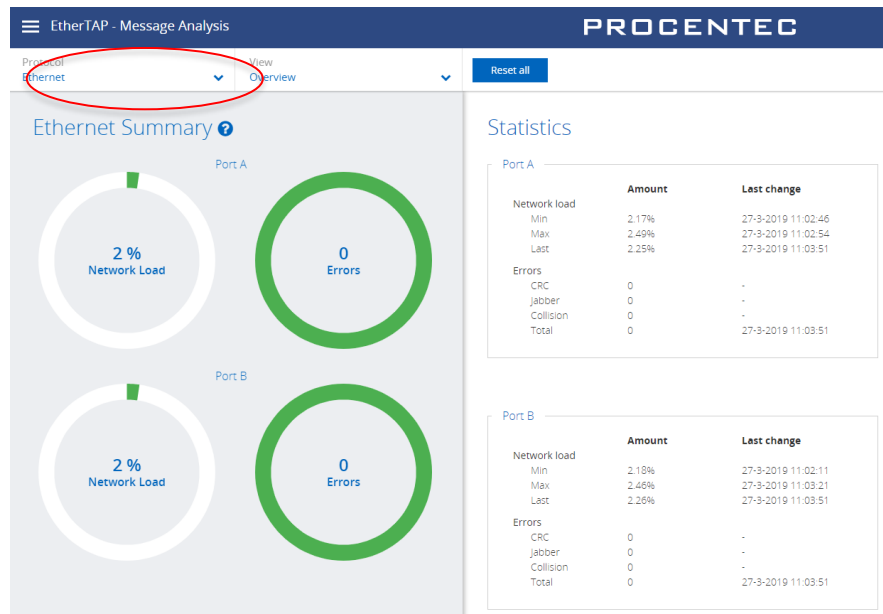 EtherTAP - Message Analysis
PROCENTEC
Protocol
Ethernet
View
Overview
Reset all
Ethernet Summary ?
Port A
2 %
Network Load
0
Errors
Port B
2 %
Network Load
0
Errors
Statistics
Port A
Amount Last change
Network load
Min 2.17% 27-3-2019 11:02:46
Max 2.49% 27-3-2019 11:02:54
Last 2.25% 27-3-2019 11:03:51
Errors
CRC 0 -
Jabber 0 -
Collision 0 -
Total 0 27-3-2019 11:03:51
Port B
Amount Last change
Network load
Min 2.18% 27-3-2019 11:02:11
Max 2.46% 27-3-2019 11:03:21
Last 2.26% 27-3-2019 11:03:51
Errors
CRC 0 -
Jabber 0 -
Collision 0 -
Total 0 27-3-2019 11:03:51